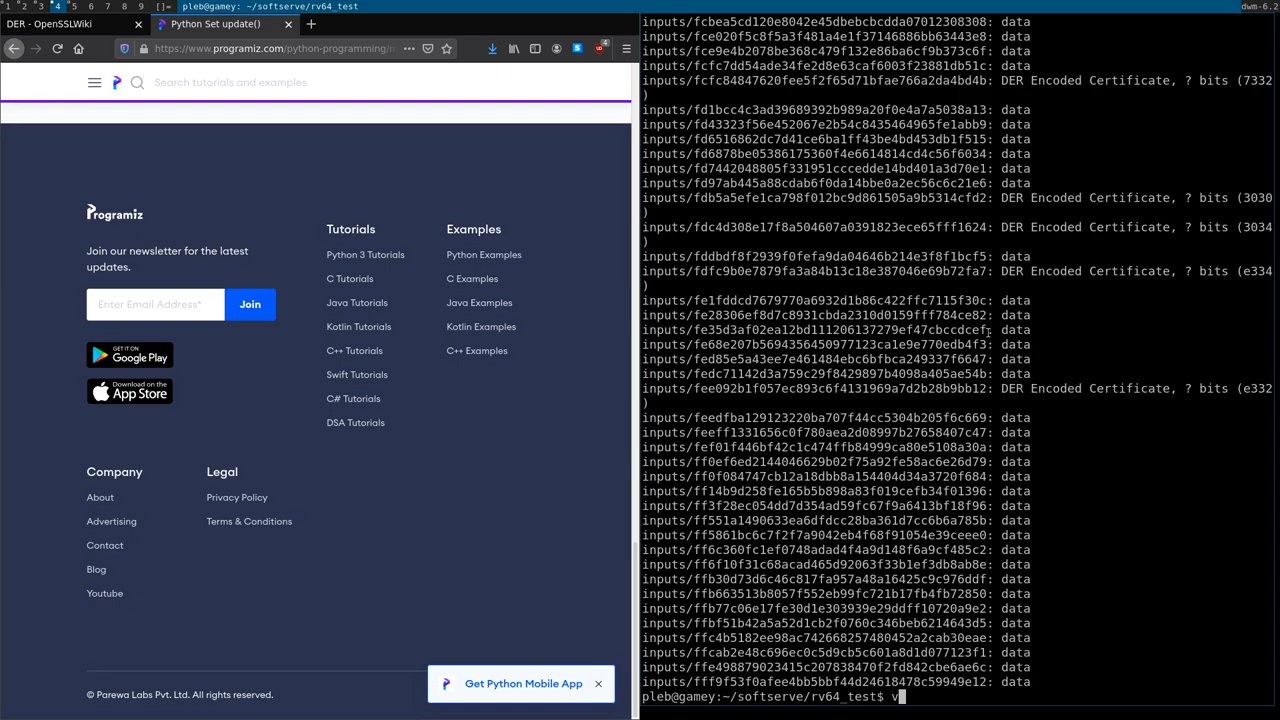 1 2 3 4 9 []= pleb@gamey: ~/softserve/rv64_test dwm-6.2
DER - OpenSSLWiki × Python Set update() × +
https://www.programiz.com/python-programming/m
4
Search tutorials and examples
Programiz
Join our newsletter for the latest
updates.
Enter Email Address* Join
GET IT ON
Google Play
Download on the
App Store
Tutorials
Python 3 Tutorials
C Tutorials
Java Tutorials
Kotlin Tutorials
C++ Tutorials
Swift Tutorials
C# Tutorials
DSA Tutorials
Examples
Python Examples
C Examples
Java Examples
Kotlin Examples
C++ Examples
Company
About
Advertising
Contact
Blog
Youtube
Legal
Privacy Policy
Terms & Conditions
Get Python Mobile App ×
© Parewa Labs Pvt. Ltd. All rights reserved.
inputs/fcbea5cd120e8042e45dbebcbcdda07012308308: data
inputs/fce020f5c8f5a3f481a4e1f37146886bb63443e8: data
inputs/fce9e4b2078be368c479f132e86ba6cf9b373c6f: data
inputs/fcfc7dd54ade34fe2d8e63caf6003f23881db51c: data
inputs/fcfc84847620fee5f2f65d71bfae766a2da4bd4b: DER Encoded Certificate, ? bits (7332
)
inputs/fd1bcc4c3ad39689392b989a20f0e4a7a5038a13: data
inputs/fd43323f56e452067e2b54c8435464965fe1abb9: data
inputs/fd6516862dc7d41ce6ba1ff43be4bd453db1f515: data
inputs/fd6878be05386175360f4e6614814cd4c56f6034: data
inputs/fd7442048805f331951cccedde14bd401a3d70e1: data
inputs/fd97ab445a88cdab6f0da14bbe0a2ec56c6c21e6: data
inputs/fdb5a5efe1ca798f012bc9d861505a9b5314cfd2: DER Encoded Certificate, ? bits (3030
)
inputs/fdc4d308e17f8a504607a0391823ece65fff1624: DER Encoded Certificate, ? bits (3034
)
inputs/fddbdf8f2939f0fefa9da04646b214e3f8f1bcf5: data
inputs/fdfc9b0e7879fa3a84b13c18e387046e69b72fa7: DER Encoded Certificate, ? bits (e334
)
inputs/fe1fddcd7679770a6932d1b86c422ffc7115f30c: data
inputs/fe28306ef8d7c8931cbda2310d0159fff784ce82: data
inputs/fe35d3af02ea12bd111206137279ef47cbccdcef: data
inputs/fe68e207b5694356450977123ca1e9e770edb4f3: data
inputs/fed85e5a43ee7e461484ebc6bfbca249337f6647: data
inputs/fedc71142d3a759c29f8429897b4098a405ae54b: data
inputs/fee092b1f057ec893c6f4131969a7d2b28b9bb12: DER Encoded Certificate, ? bits (e332
)
inputs/feedfba129123220ba707f44cc5304b205f6c669: data
inputs/feeff1331656c0f780aea2d08997b27658407c47: data
inputs/fef01f446bf42c1c474ffb84999ca80e5108a30a: data
inputs/ff0ef6ed2144046629b02f75a92fe58ac6e26d79: data
inputs/ff0f084747cb12a18dbb8a154404d34a3720f684: data
inputs/ff14b9d258fe165b5b898a83f019cefb34f01396: data
inputs/ff3f28ec054dd7d354ad59fc67f9a6413bf18f96: data
inputs/ff551a1490633ea6dfdcc28ba361d7cc6b6a785b: data
inputs/ff5861bc6c7f2f7a9042eb4f68f91054e39ceee0: data
inputs/ff6c360fc1ef0748adad4f4a9d148f6a9cf485c2: data
inputs/ff6f10f31c68acad465d92063f33b1ef3db8ab8e: data
inputs/ffb30d73d6c46c817fa957a48a16425c9c976ddf: data
inputs/ffb663513b8057f552eb99fc721b17fb4fb72850: data
inputs/ffb77c06e17fe30d1e303939e29ddff10720a9e2: data
inputs/ffbf51b42a5a52d1cb2f0760c346beb6214643d5: data
inputs/ffc4b5182ee98ac742668257480452a2cab30eae: data
inputs/ffcab2e48c696ec0c5d9cb5c601a8d1d077123f1: data
inputs/ffe498879023415c207838470f2fd842cbe6ae6c: data
inputs/fff9f53f0afee4bb5bbf44d24618478c59949e12: data
pleb@gamey:~/softserve/rv64_test$ v